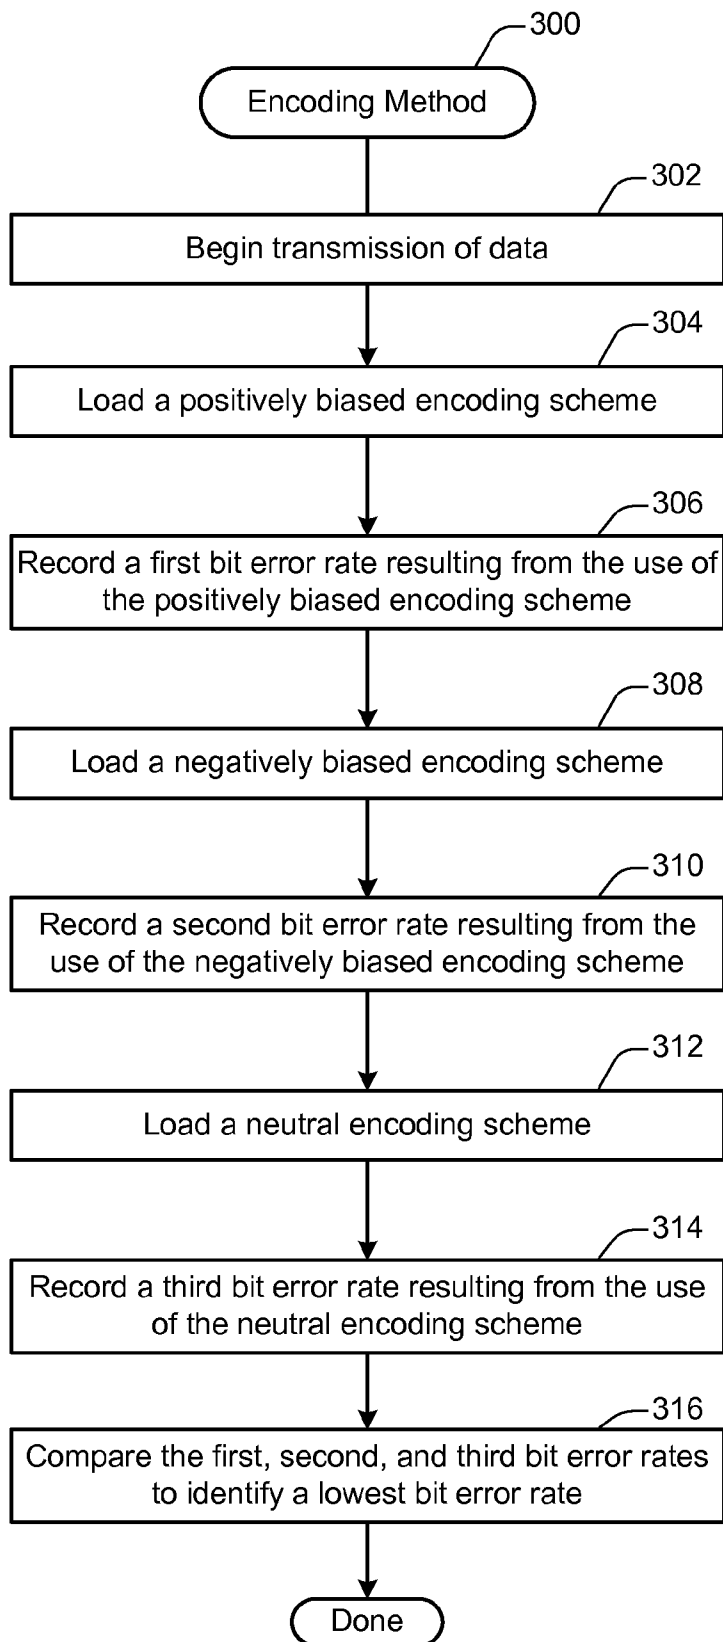 300
Encoding Method
302
Begin transmission of data
304
Load a positively biased encoding scheme
306
Record a first bit error rate resulting from the use of
the positively biased encoding scheme
308
Load a negatively biased encoding scheme
310
Record a second bit error rate resulting from the
use of the negatively biased encoding scheme
312
Load a neutral encoding scheme
314
Record a third bit error rate resulting from the use
of the neutral encoding scheme
316
Compare the first, second, and third bit error rates
to identify a lowest bit error rate
Done